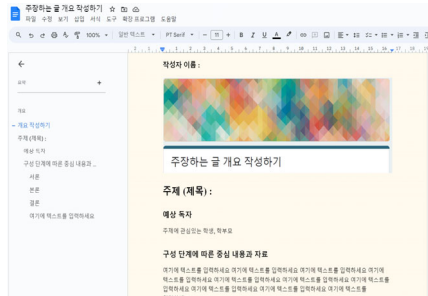 주장하는 글 개요 작성하기
파일 수정 보기 삽입 서식 도구 확장 프로그램 도움말
100% 일반 텍스트 PT Serif 11
작성자 이름 :
요약
개요
개요 작성하기
주제 (제목) :
예상 독자
구성 단계에 따른 중심 내용과 ...
서론
본론
결론
여기에 텍스트를 입력하세요
주장하는 글 개요 작성하기
주제 (제목) :
예상 독자
주제에 관심있는 학생, 학부모
구성 단계에 따른 중심 내용과 자료
여기에 텍스트를 입력하세요 여기에 텍스트를 입력하세요 여기에 텍스트를 입력하세요 여기에
텍스트를 입력하세요 여기에 텍스트를 입력하세요 여기에 텍스트를 입력하세요 여기에 텍스트를
입력하세요 여기에 텍스트를 입력하세요 여기에 텍스트를 입력하세요 여기에 텍스트를